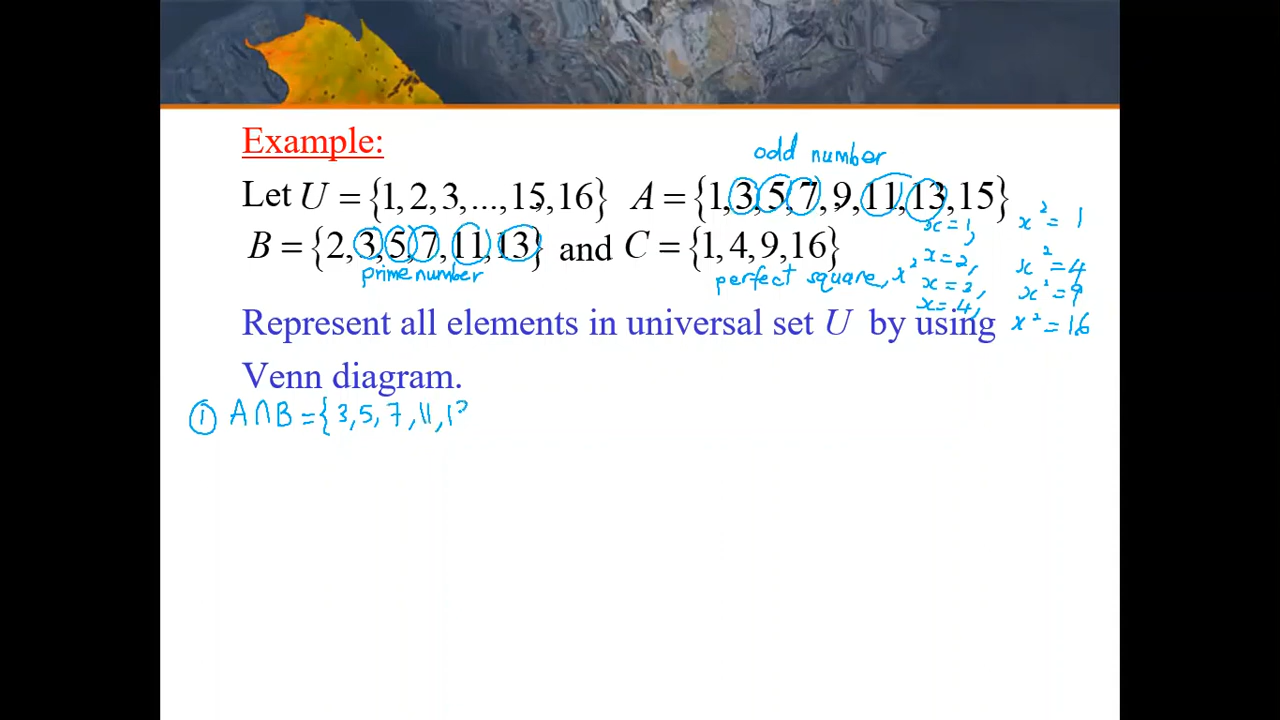 Example:
odd number
Let U = {1, 2, 3, ..., 15, 16} A = {1, 3, 5, 7, 9, 11, 13, 15}
x = 1, x² = 1
B = {2, 3, 5, 7, 11, 13} and C = {1, 4, 9, 16}
prime number
perfect square, x²
x = 2, x² = 4
x = 3, x² = 9
x = 4, x² = 16
Represent all elements in universal set U by using
Venn diagram.
① A ∩ B = {3, 5, 7, 11, 1